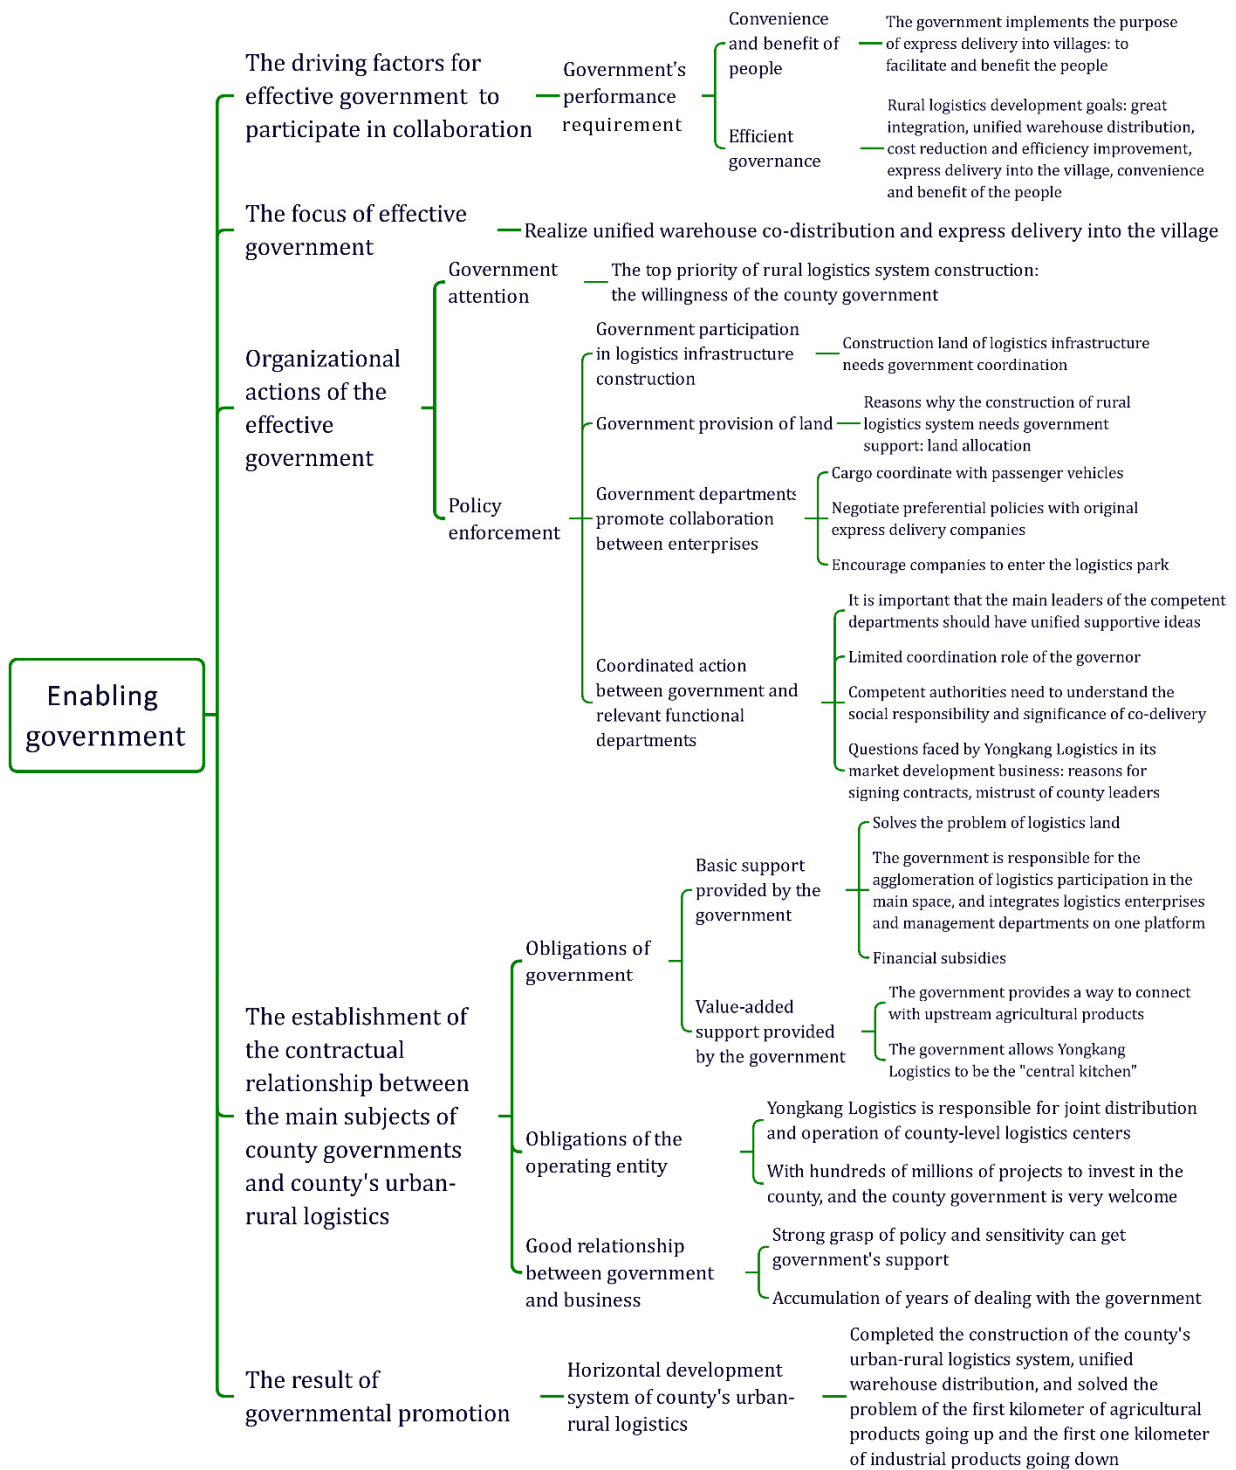 The driving factors for
effective government to
participate in collaboration
Government's
performance
requirement
Convenience
and benefit of
people
The government implements the purpose
of express delivery into villages: to
facilitate and benefit the people
Efficient
governance
Rural logistics development goals: great
integration, unified warehouse distribution,
cost reduction and efficiency improvement,
express delivery into the village, convenience
and benefit of the people
The focus of effective
government
Realize unified warehouse co-distribution and express delivery into the village
Organizational
actions of the
effective
government
Government
attention
The top priority of rural logistics system construction:
the willingness of the county government
Policy
enforcement
Government participation
in logistics infrastructure
construction
Construction land of logistics infrastructure
needs government coordination
Government provision of land
Reasons why the construction of rural
logistics system needs government
support: land allocation
Government departments
promote collaboration
between enterprises
Cargo coordinate with passenger vehicles
Negotiate preferential policies with original
express delivery companies
Encourage companies to enter the logistics park
Coordinated action
between government and
relevant functional
departments
It is important that the main leaders of the competent
departments should have unified supportive ideas
Limited coordination role of the governor
Competent authorities need to understand the
social responsibility and significance of co-delivery
Questions faced by Yongkang Logistics in its
market development business: reasons for
signing contracts, mistrust of county leaders
Enabling
government
The establishment of
the contractual
relationship between
the main subjects of
county governments
and county's urban-
rural logistics
Obligations of
government
Basic support
provided by the
government
Solves the problem of logistics land
The government is responsible for the
agglomeration of logistics participation in the
main space, and integrates logistics enterprises
and management departments on one platform
Financial subsidies
Value-added
support provided
by the government
The government provides a way to connect
with upstream agricultural products
The government allows Yongkang
Logistics to be the "central kitchen"
Obligations of the
operating entity
Yongkang Logistics is responsible for joint distribution
and operation of county-level logistics centers
With hundreds of millions of projects to invest in the
county, and the county government is very welcome
Good relationship
between government
and business
Strong grasp of policy and sensitivity can get
government's support
Accumulation of years of dealing with the government
The result of
governmental promotion
Horizontal development
system of county's urban-
rural logistics
Completed the construction of the county's
urban-rural logistics system, unified
warehouse distribution, and solved the
problem of the first kilometer of agricultural
products going up and the first one kilometer
of industrial products going down